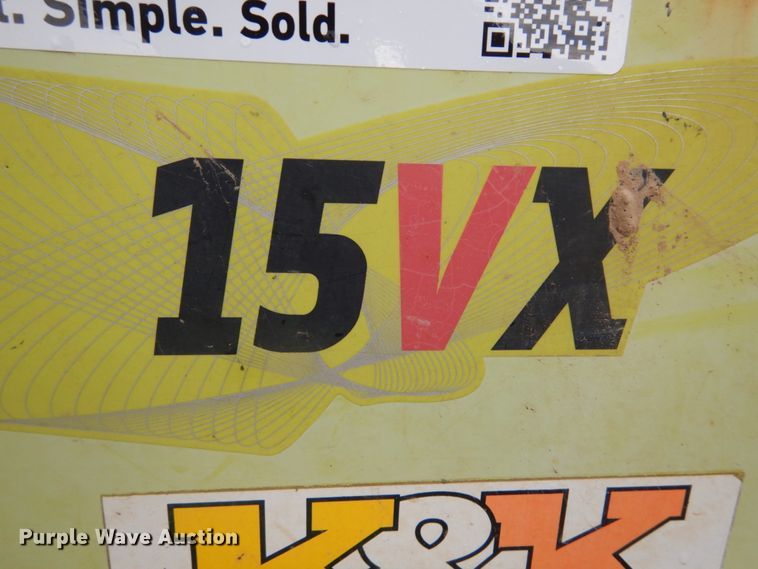 Simple. Sold.
15VX
K&K
Purple Wave Auction